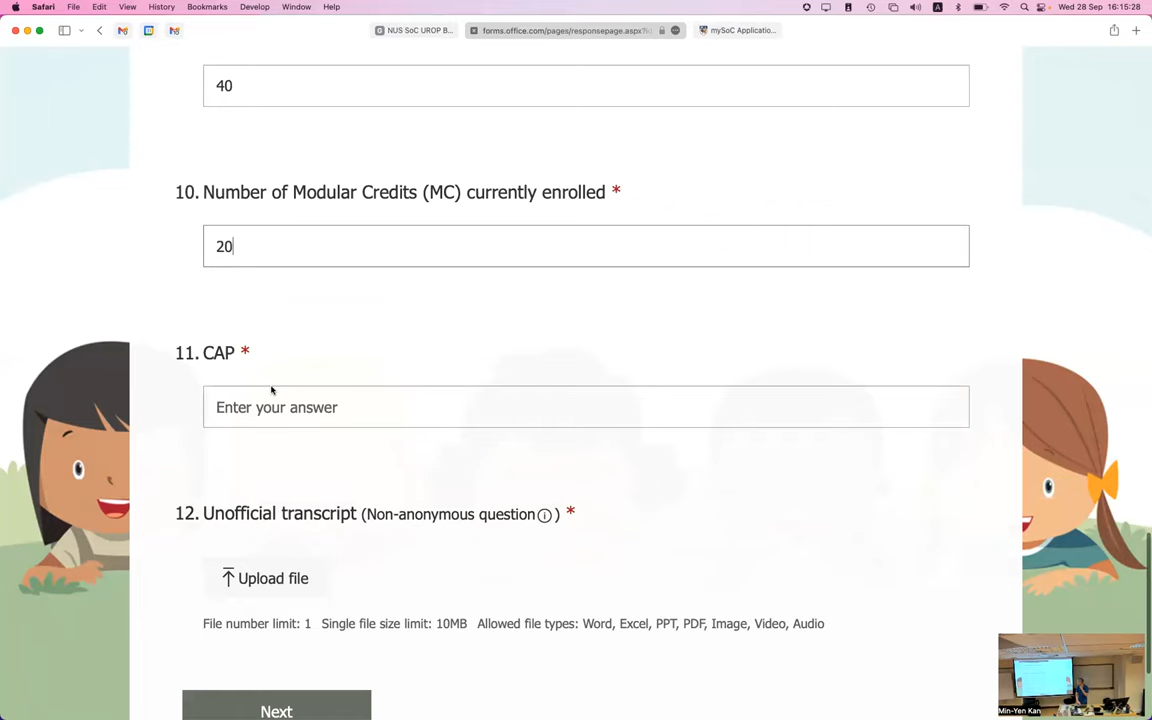 Safari File Edit View History Bookmarks Develop Window Help
A
Wed 28 Sep 16:15:28
NUS SoC UROP B...
forms.office.com/pages/responsepage.aspx?i
mySoC Applicatio...
40
10. Number of Modular Credits (MC) currently enrolled *
20
11. CAP *
Enter your answer
12. Unofficial transcript (Non-anonymous question ⓘ ) *
Upload file
File number limit: 1 Single file size limit: 10MB Allowed file types: Word, Excel, PPT, PDF, Image, Video, Audio
Next
Min-Yen Kan